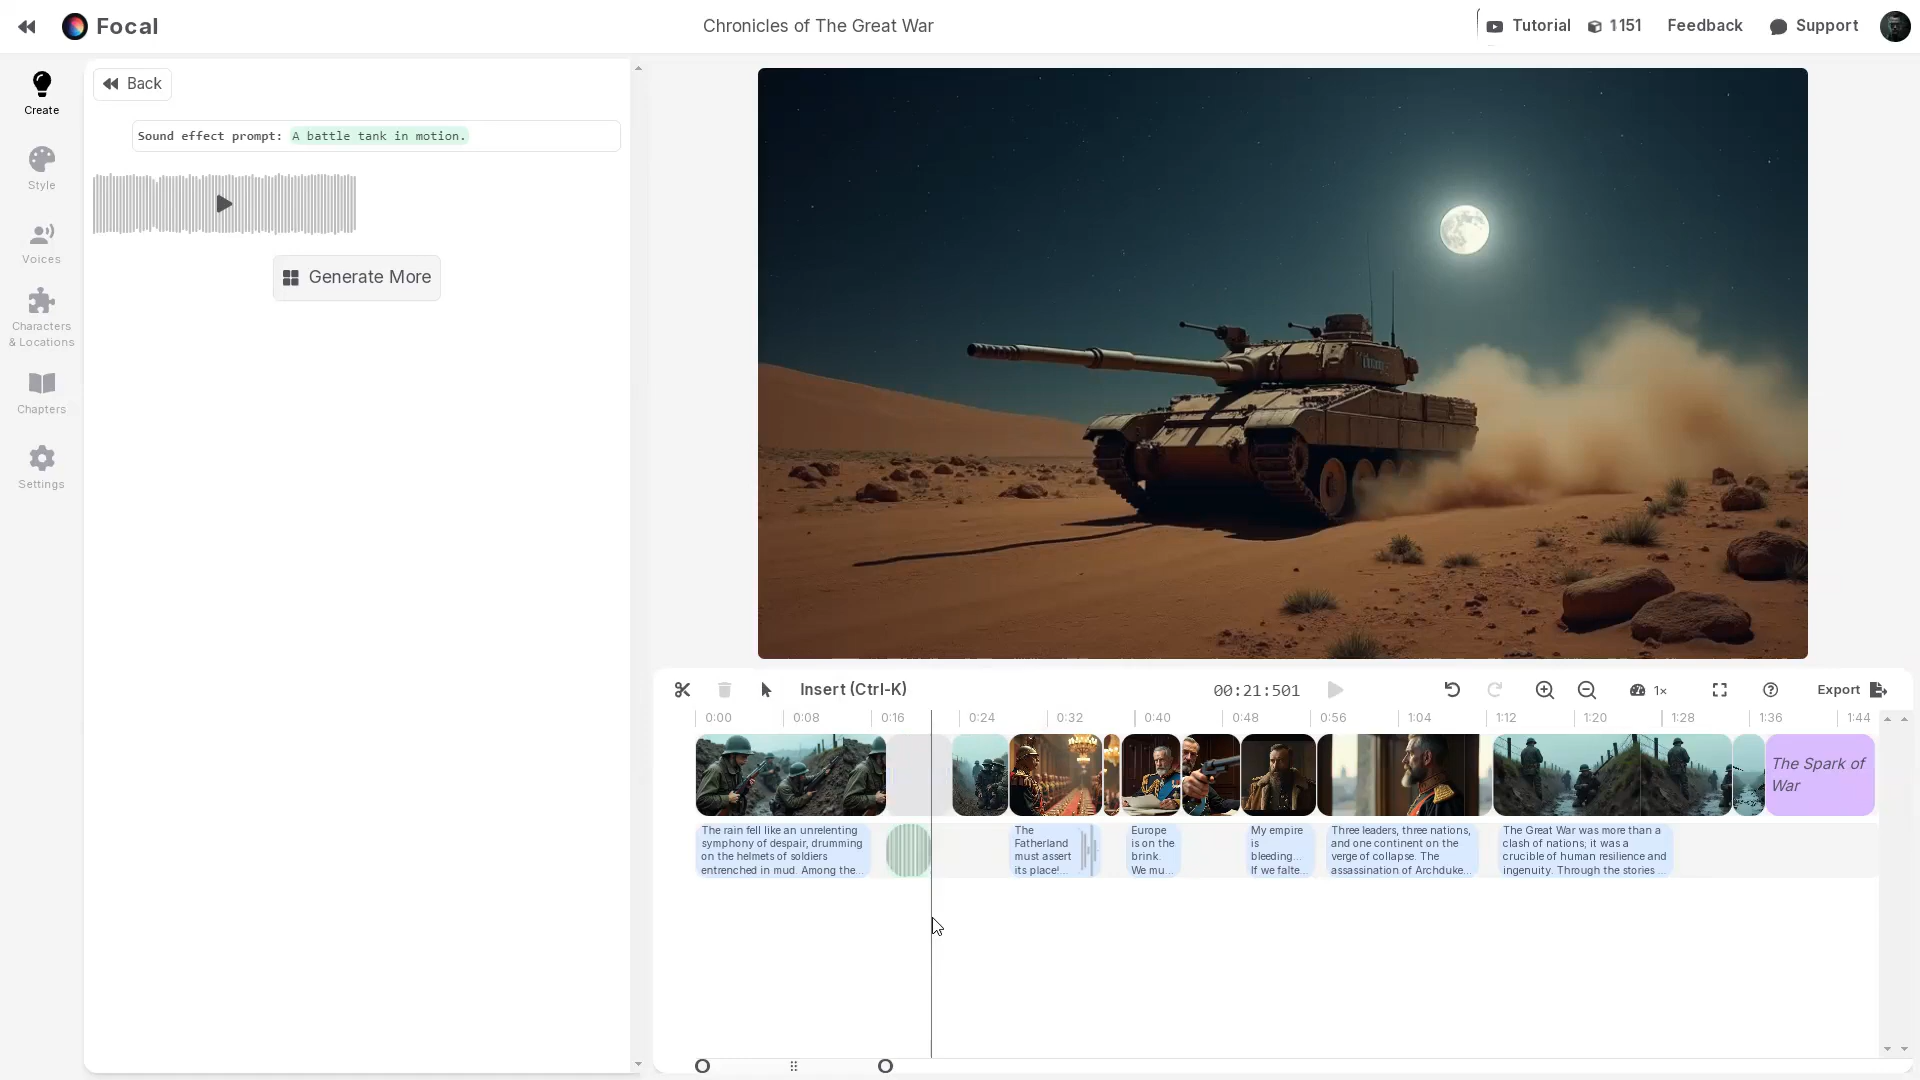 Focal
Chronicles of The Great War
Tutorial
1151
Feedback
Support
Create
Style
Voices
Characters
& Locations
Chapters
Settings
Back
Sound effect prompt: A battle tank in motion.
Generate More
Insert (Ctrl-K)
00:21:501
1×
Export
0:00 0:08 0:16 0:24 0:32 0:40 0:48 0:56 1:04 1:12 1:20 1:28 1:36 1:44
The Spark of
War
The rain fell like an unrelenting
symphony of despair, drumming
on the helmets of soldiers
entrenched in mud. Among the...
The
Fatherland
must assert
its place!...
Europe
is on the
brink.
We mu...
My empire
is
bleeding...
If we falte...
Three leaders, three nations,
and one continent on the
verge of collapse. The
assassination of Archduke...
The Great War was more than a
clash of nations; it was a
crucible of human resilience and
ingenuity. Through the stories ...